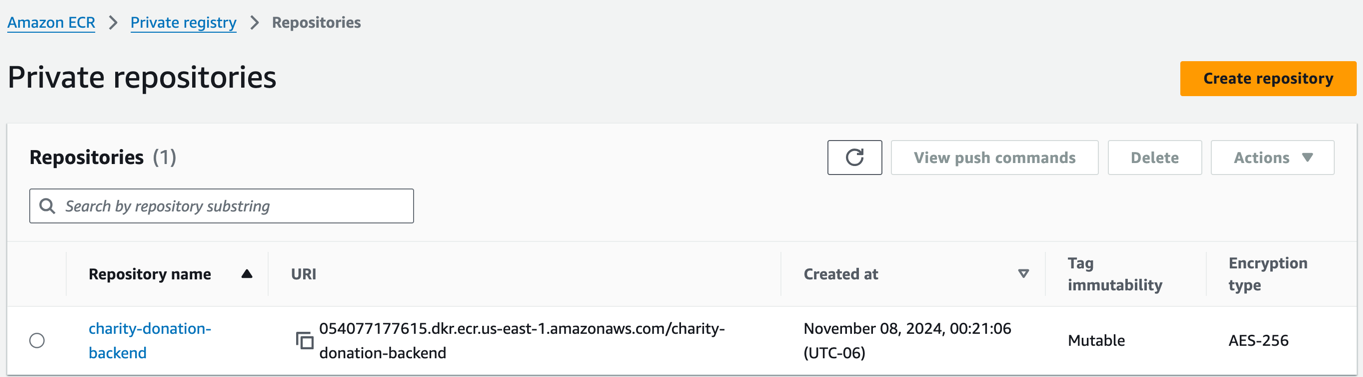 Amazon ECR > Private registry > Repositories
Private repositories
Create repository
Repositories (1)
View push commands
Delete
Actions
Search by repository substring
Repository name
URI
Created at
Tag
immutability
Encryption
type
charity-donation-
backend
054077177615.dkr.ecr.us-east-1.amazonaws.com/charity-
donation-backend
November 08, 2024, 00:21:06
(UTC-06)
Mutable
AES-256